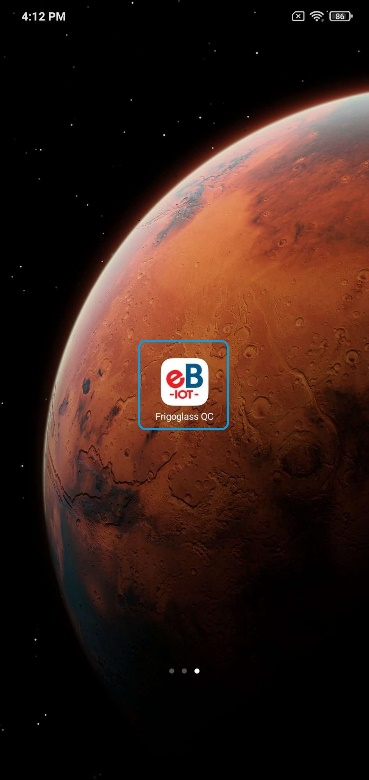 4:12 PM
86
eB
-IOT-
Frigoglass QC